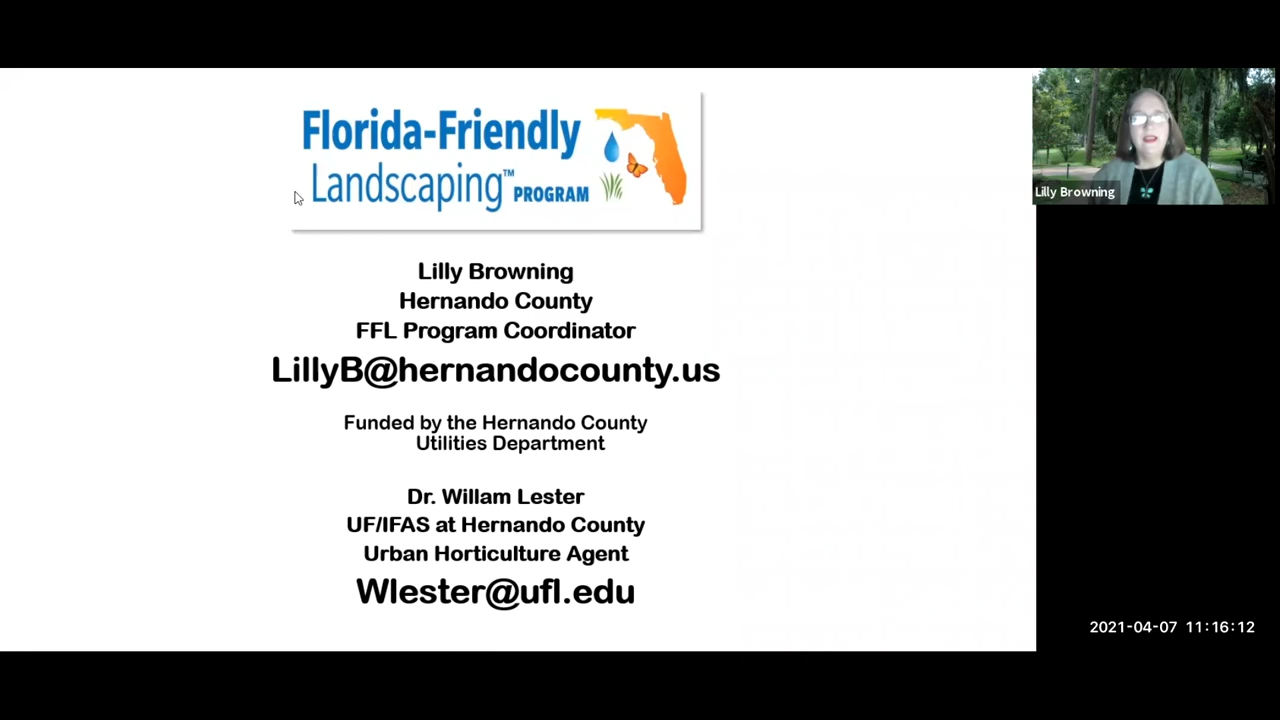 Florida-Friendly
Landscaping™ PROGRAM
Lilly Browning
Hernando County
FFL Program Coordinator
LillyB@hernandocounty.us
Funded by the Hernando County
Utilities Department
Dr. Willam Lester
UF/IFAS at Hernando County
Urban Horticulture Agent
Wlester@ufl.edu
Lilly Browning
2021-04-07 11:16:12